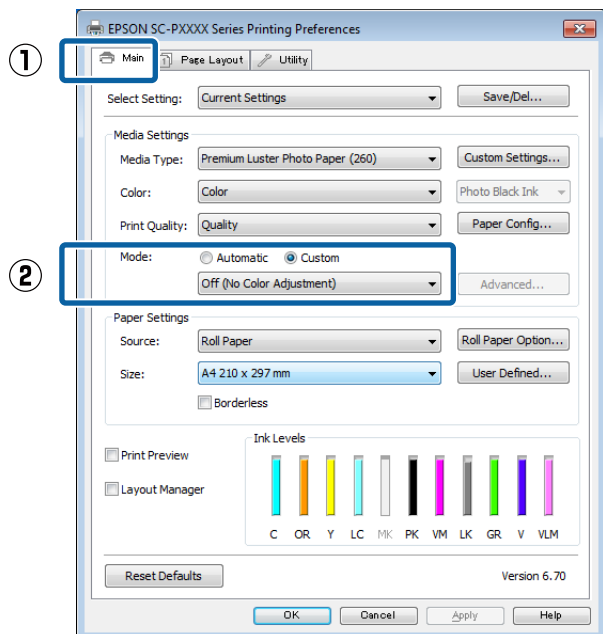 EPSON SC-PXXXX Series Printing Preferences
① Main Page Layout Utility
Select Setting: Current Settings Save/Del...
Media Settings
Media Type: Premium Luster Photo Paper (260) Custom Settings...
Color: Color Photo Black Ink
Print Quality: Quality Paper Config...
② Mode: Automatic Custom
Off (No Color Adjustment) Advanced...
Paper Settings
Source: Roll Paper Roll Paper Option...
Size: A4 210 x 297 mm User Defined...
Borderless
Ink Levels
Print Preview
Layout Manager
C OR Y LC MK PK VM LK GR V VLM
Reset Defaults Version 6.70
OK Cancel Apply Help